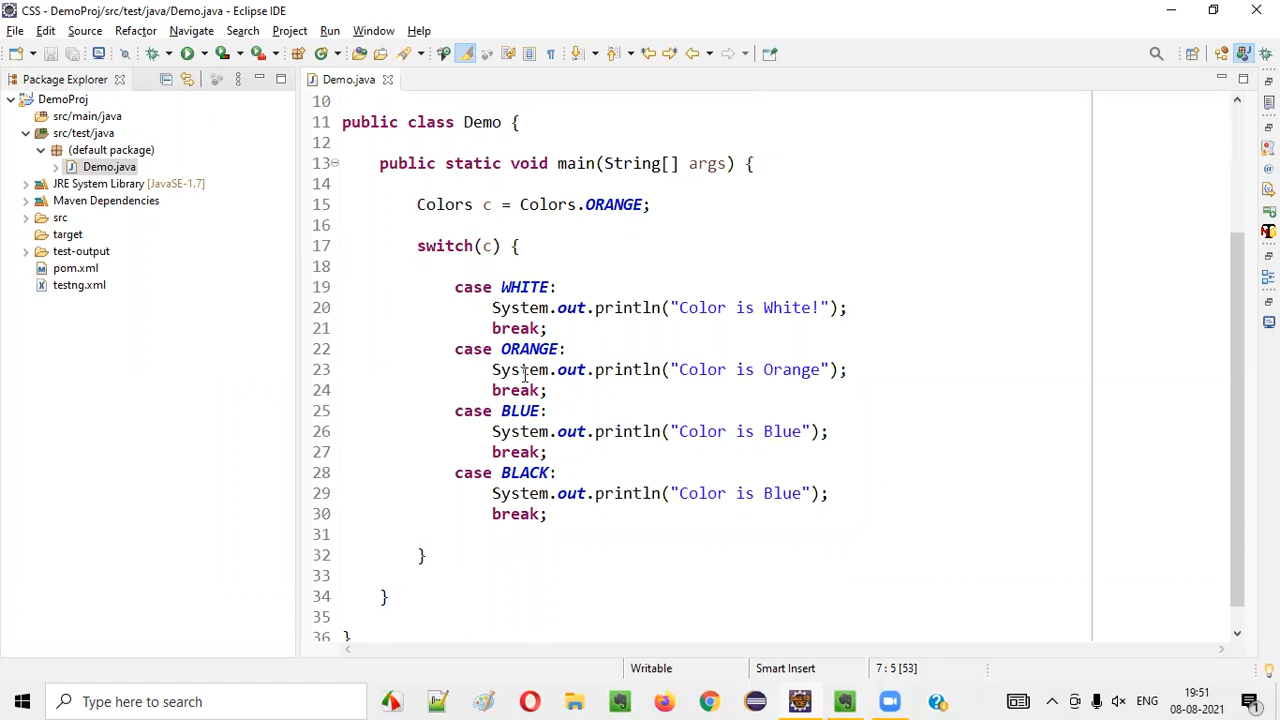 CSS - DemoProj/src/test/java/Demo.java - Eclipse IDE
File Edit Source Refactor Navigate Search Project Run Window Help
Package Explorer
Demo.java
DemoProj
src/main/java
src/test/java
(default package)
Demo.java
JRE System Library [JavaSE-1.7]
Maven Dependencies
src
target
test-output
pom.xml
testng.xml
10
11 public class Demo {
12
13 public static void main(String[] args) {
14
15 Colors c = Colors.ORANGE;
16
17 switch(c) {
18
19 case WHITE:
20 System.out.println("Color is White!");
21 break;
22 case ORANGE:
23 System.out.println("Color is Orange");
24 break;
25 case BLUE:
26 System.out.println("Color is Blue");
27 break;
28 case BLACK:
29 System.out.println("Color is Blue");
30 break;
31
32 }
33
34 }
35
36 }
Writable Smart Insert 7 : 5 [53]
Type here to search
ENG
19:51
08-08-2021